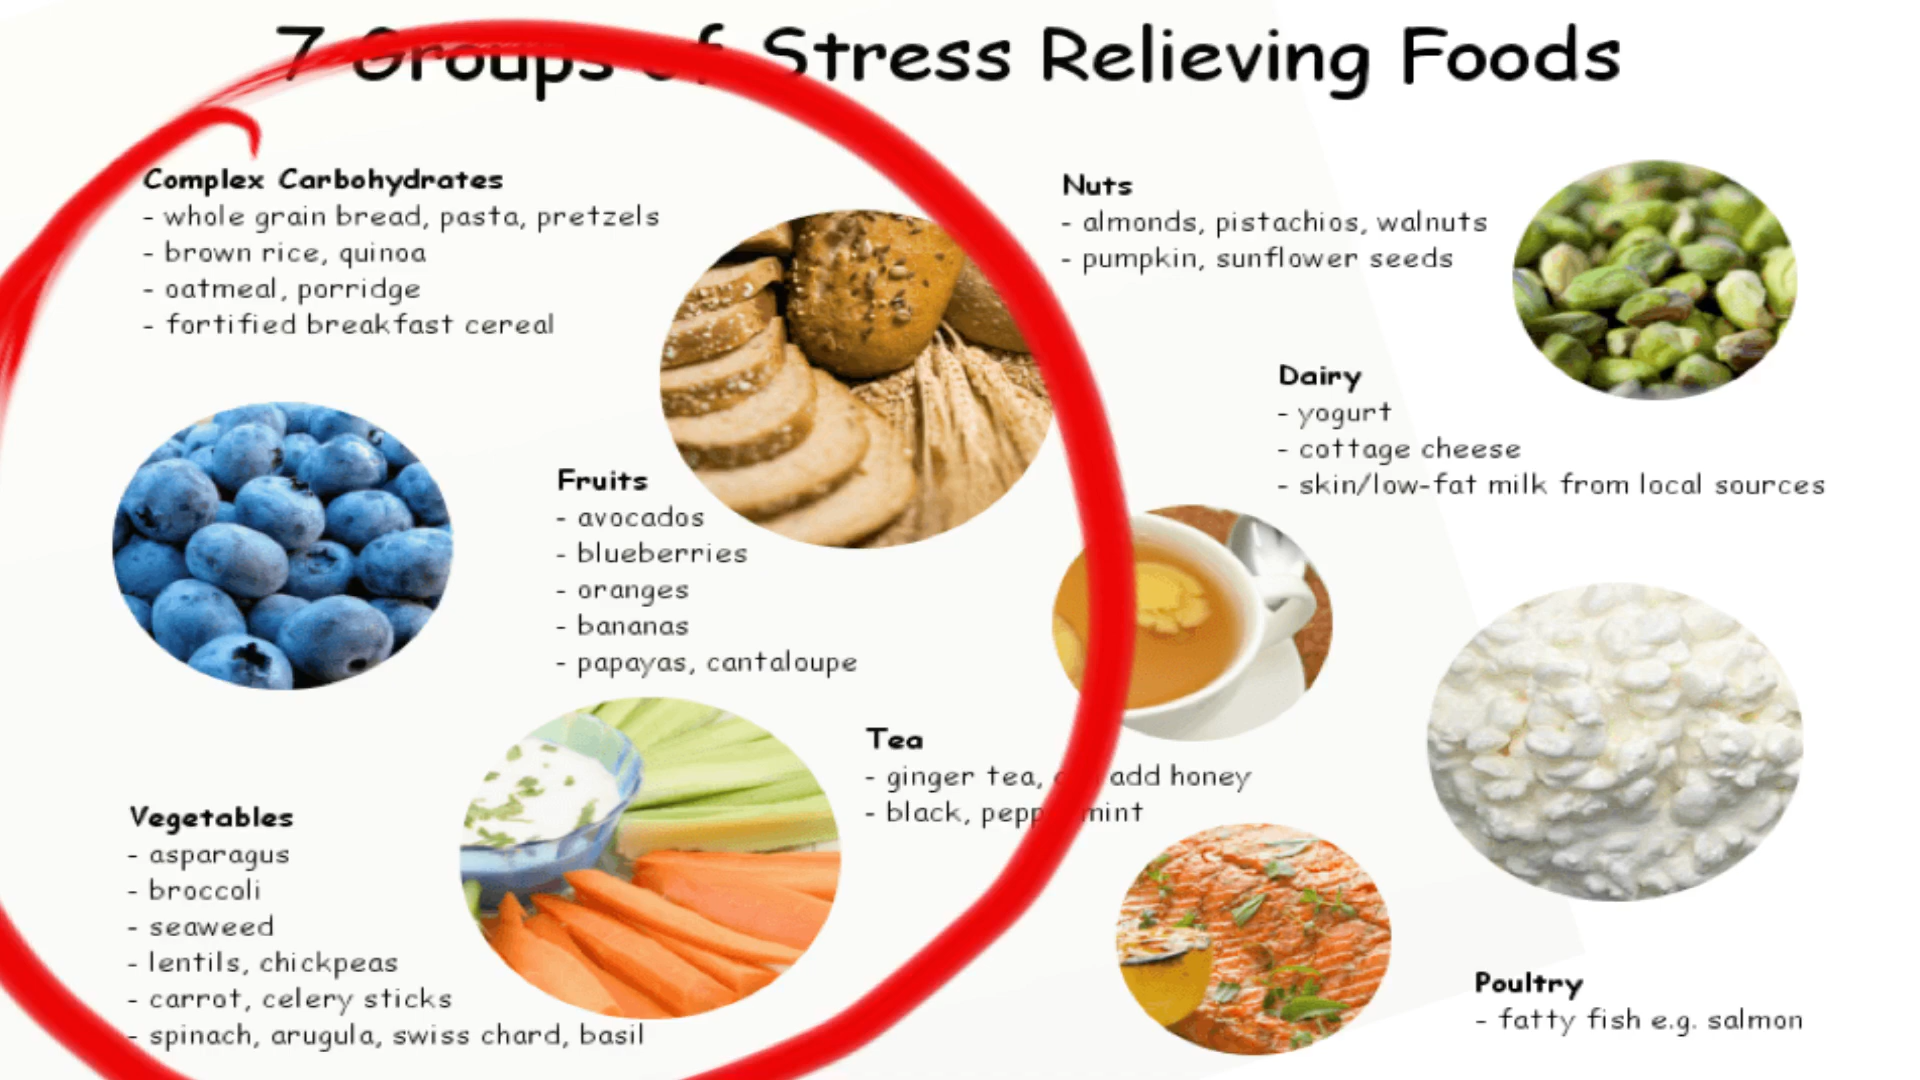 7 Groups of Stress Relieving Foods
Complex Carbohydrates
- whole grain bread, pasta, pretzels
- brown rice, quinoa
- oatmeal, porridge
- fortified breakfast cereal
Fruits
- avocados
- blueberries
- oranges
- bananas
- papayas, cantaloupe
Vegetables
- asparagus
- broccoli
- seaweed
- lentils, chickpeas
- carrot, celery sticks
- spinach, arugula, swiss chard, basil
Tea
- ginger tea, add honey
- black, peppermint
Nuts
- almonds, pistachios, walnuts
- pumpkin, sunflower seeds
Dairy
- yogurt
- cottage cheese
- skin/low-fat milk from local sources
Poultry
- fatty fish e.g. salmon